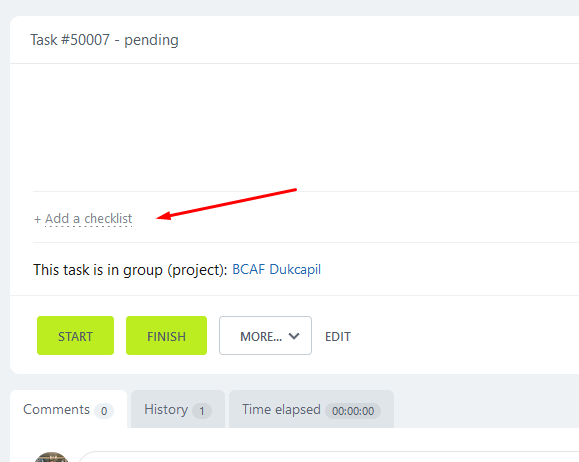 Task #50007 - pending
+ Add a checklist
This task is in group (project): BCAF Dukcapil
START FINISH MORE... EDIT
Comments 0 History 1 Time elapsed 00:00:00